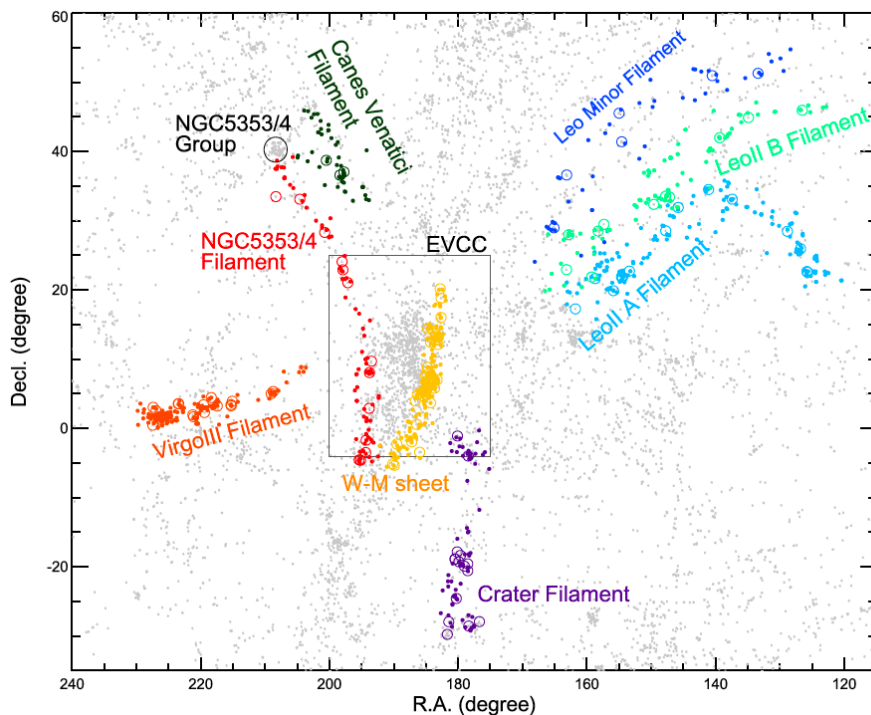 60
40
20
0
-20
240
220
200
180
160
140
120
Decl. (degree)
R.A. (degree)
Canes Venatici
Filament
NGC5353/4
Group
NGC5353/4
Filament
EVCC
Leo Minor Filament
LeoII B Filament
LeoII A Filament
VirgoIII Filament
W-M sheet
Crater Filament